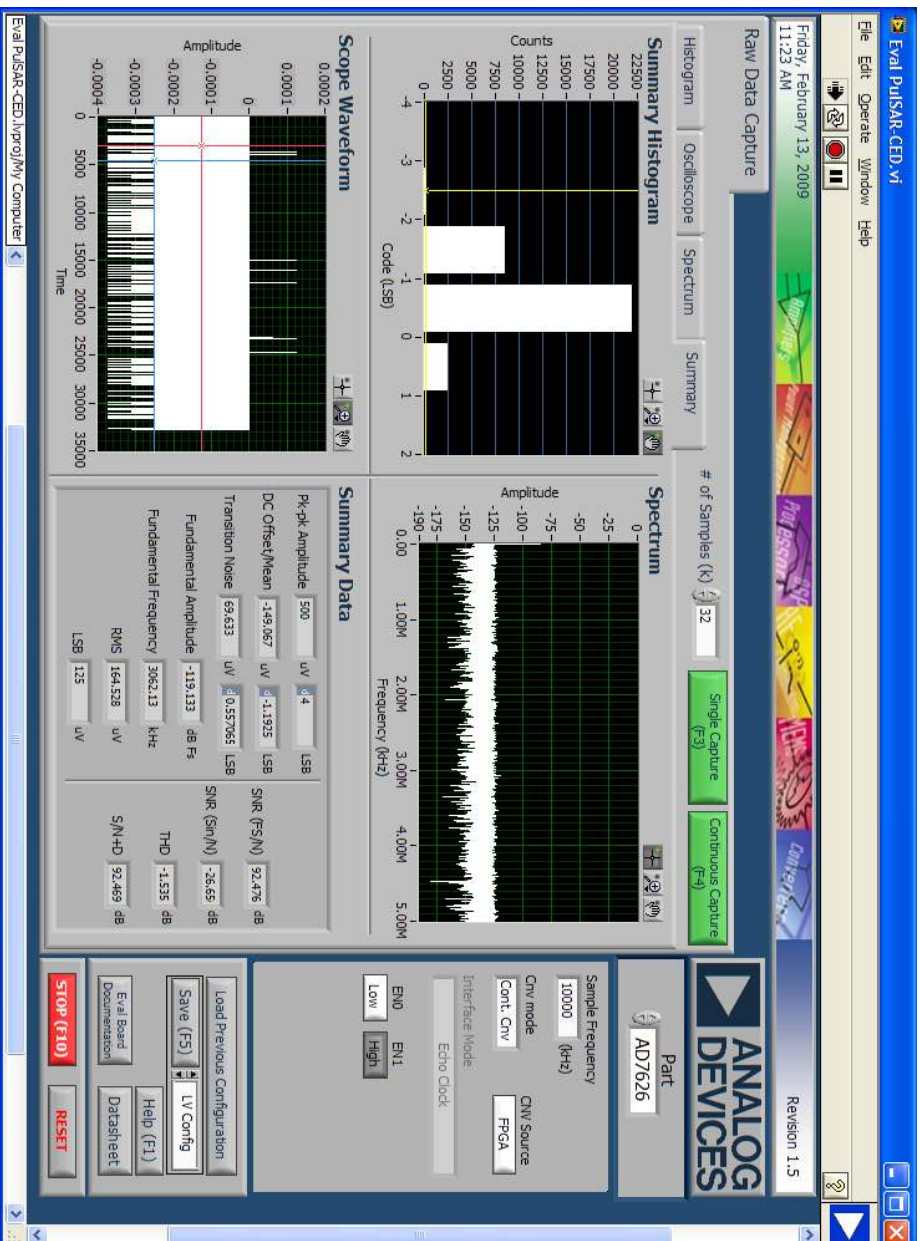 Eval PulSAR-CED.vi
File Edit Operate Window Help
Friday, February 13, 2009
11:23 AM
Amplifiers
Power Management
Processors DSP
MEMS
Converters
Revision 1.5
Raw Data Capture
# of Samples (k) 32
Single Capture
(F3)
Continuous Capture
(F4)
Histogram Oscilloscope Spectrum Summary
Summary Histogram
Counts
22500
20000
17500
15000
12500
10000
7500
5000
2500
0
-4 -3 -2 -1 0 1 2
Code (LSB)
Spectrum
Amplitude
0
-25
-50
-75
-100
-125
-150
-175
-190
0.00 1.00M 2.00M 3.00M 4.00M 5.00M
Frequency (kHz)
Scope Waveform
Amplitude
0.0002
0.0001
0
-0.0001
-0.0002
-0.0003
-0.0004
0 5000 10000 15000 20000 25000 30000 35000
Time
Summary Data
Pk-pk Amplitude 500 uV 4 LSB
DC Offset/Mean -149.067 uV -1.1925 LSB
Transition Noise 69.633 uV 0.557065 LSB
Fundamental Amplitude -119.133 dB Fs
Fundamental Frequency 3062.13 kHz
RMS 164.528 uV
LSB 125 uV
SNR (FS/N) 92.476 dB
SNR (Sin/N) -26.65 dB
THD -1.535 dB
S/N+D 92.469 dB
ANALOG
DEVICES
Part
AD7626
Sample Frequency
10000 (kHz)
Cnv mode
Cont. Cnv
CNV Source
FPGA
Interface Mode
Echo Clock
EN0 EN1
Low High
Load Previous Configuration
Save (F5) LV Config
Help (F1)
Eval Board
Documentation
Datasheet
STOP (F10) RESET
Eval PulSAR-CED.lvproj/My Computer